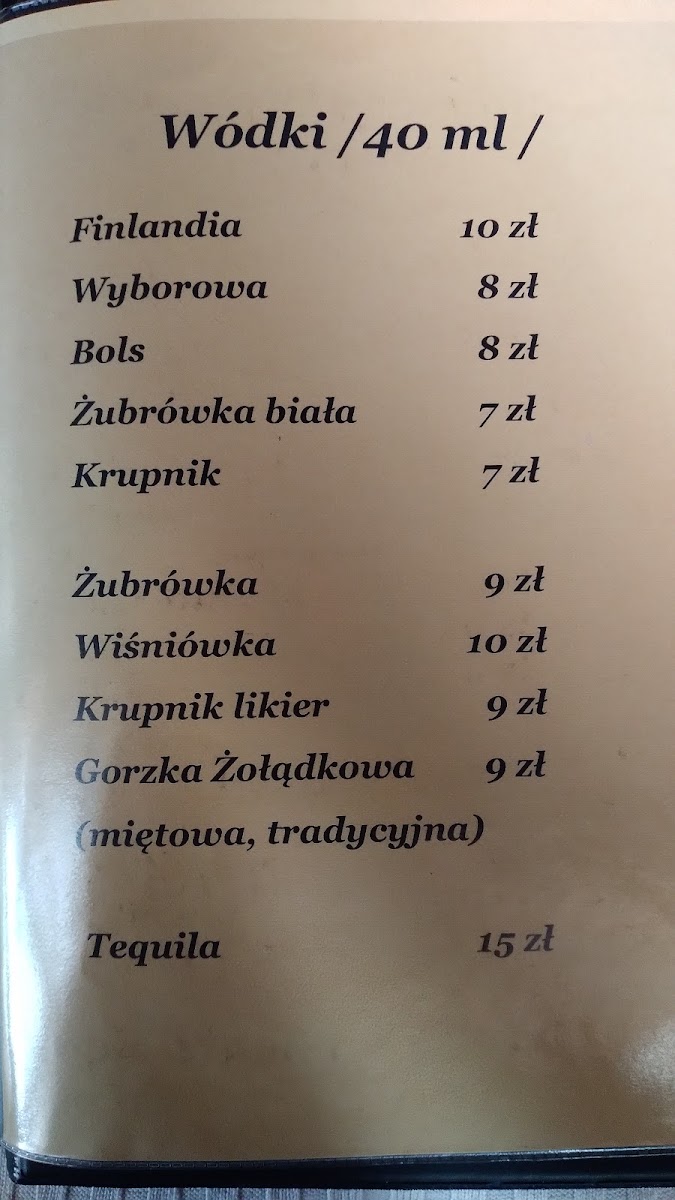 Wódki /40 ml /
Finlandia 10 zł
Wyborowa 8 zł
Bols 8 zł
Żubrówka biała 7 zł
Krupnik 7 zł
Żubrówka 9 zł
Wiśniówka 10 zł
Krupnik likier 9 zł
Gorzka Żołądkowa 9 zł
(miętowa, tradycyjna)
Tequila 15 zł